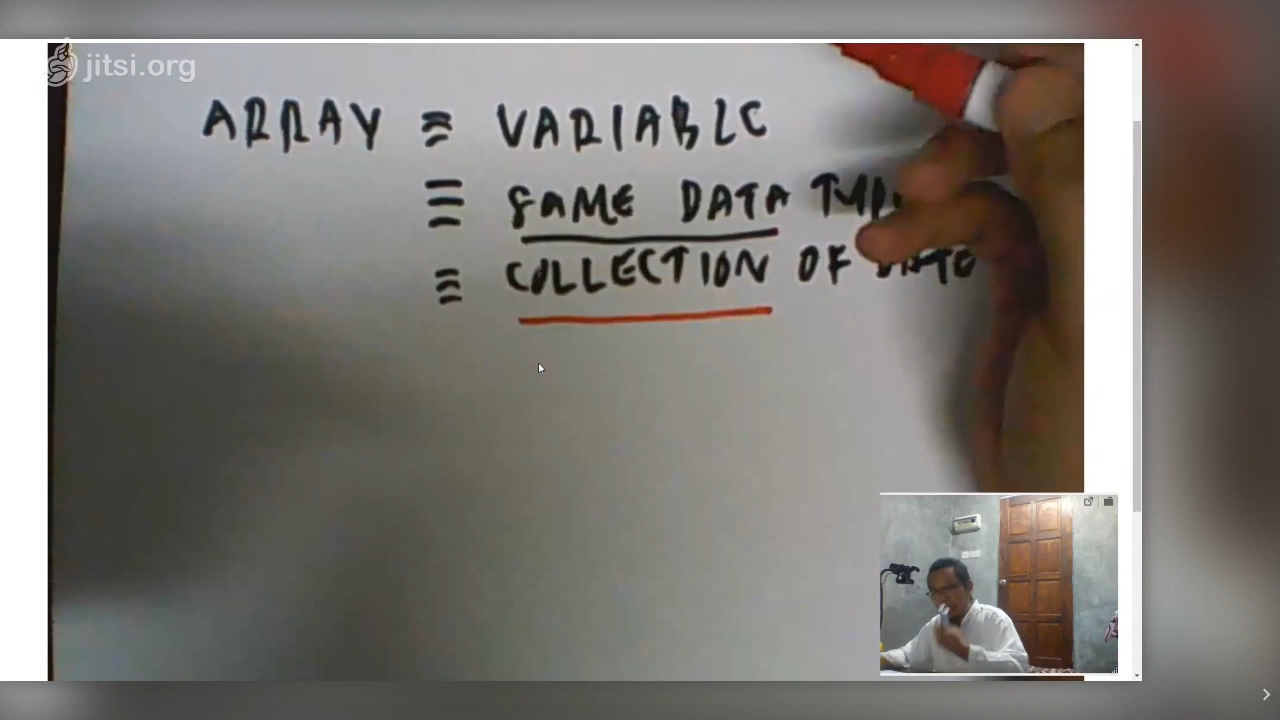 jitsi.org
ARRAY ≡ VARIABLE
≡ SAME DATA
≡ COLLECTION OF